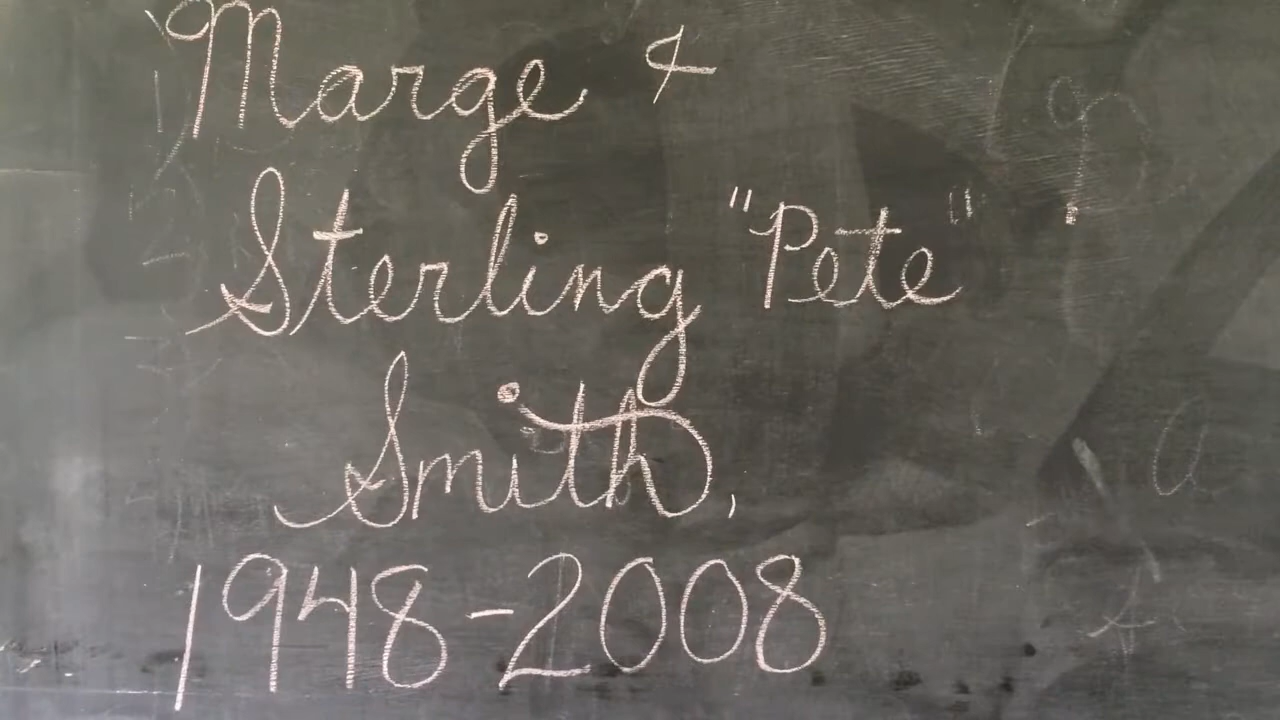 Marge &
Sterling "Pete"
Smith,
1948-2008